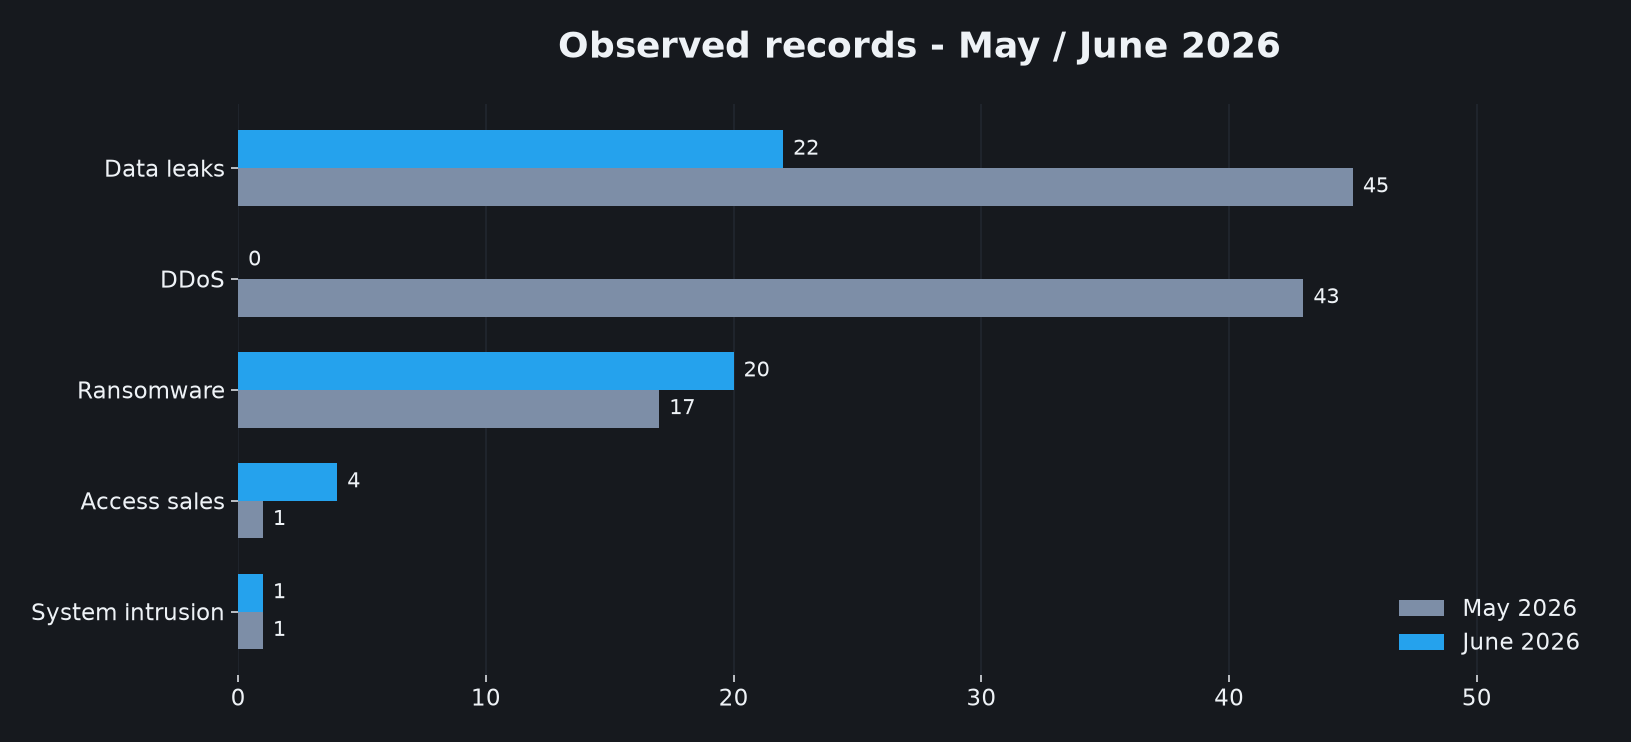 Observed records - May / June 2026
Data leaks
22
45
DDoS
0
43
Ransomware
20
17
Access sales
4
1
System intrusion
1
1
May 2026
June 2026
0 10 20 30 40 50